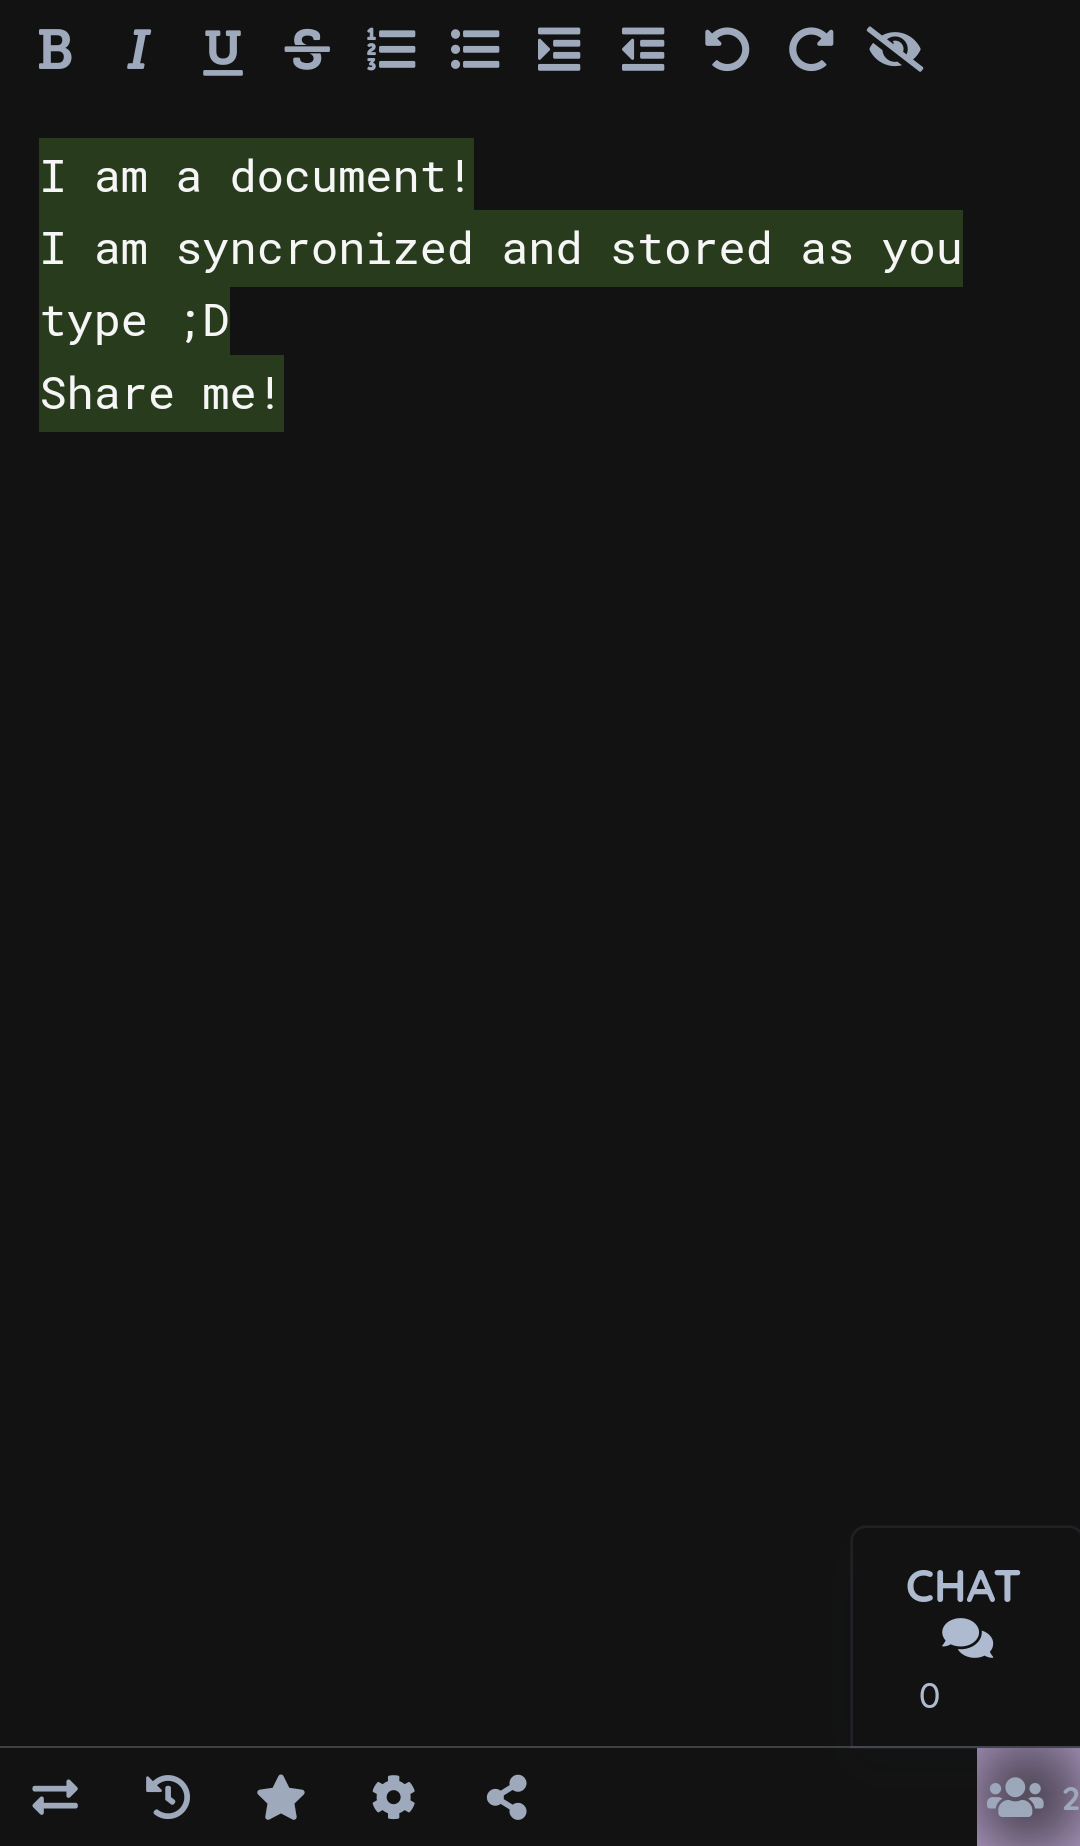 I am a document!
I am syncronized and stored as you
type ;D
Share me!
CHAT
0
2